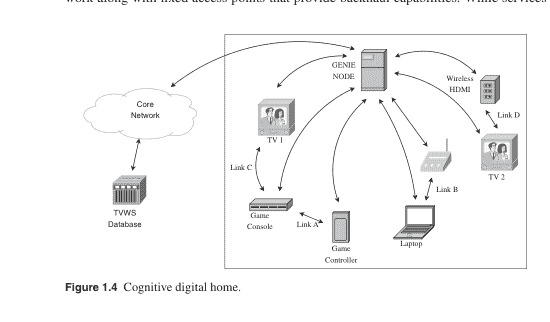 work along with fixed access points that provide backhaul capabilities. While services
GENIE
NODE
Wireless
HDMI
Core
Network
Link D
TV 1
TV 2
Link C
Link B
TVWS
Database
Game
Console
Link A
Laptop
Game
Controller
Figure 1.4 Cognitive digital home.